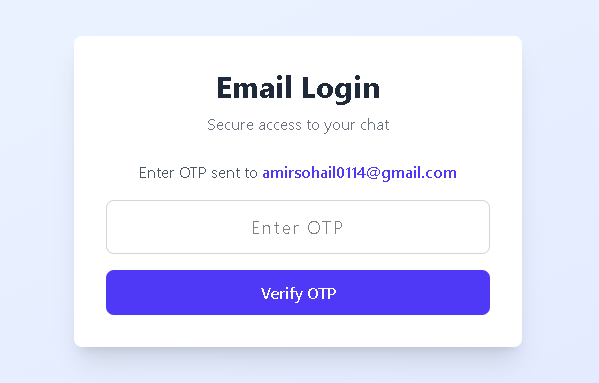 Email Login
Secure access to your chat
Enter OTP sent to amirsohail0114@gmail.com
Enter OTP
Verify OTP